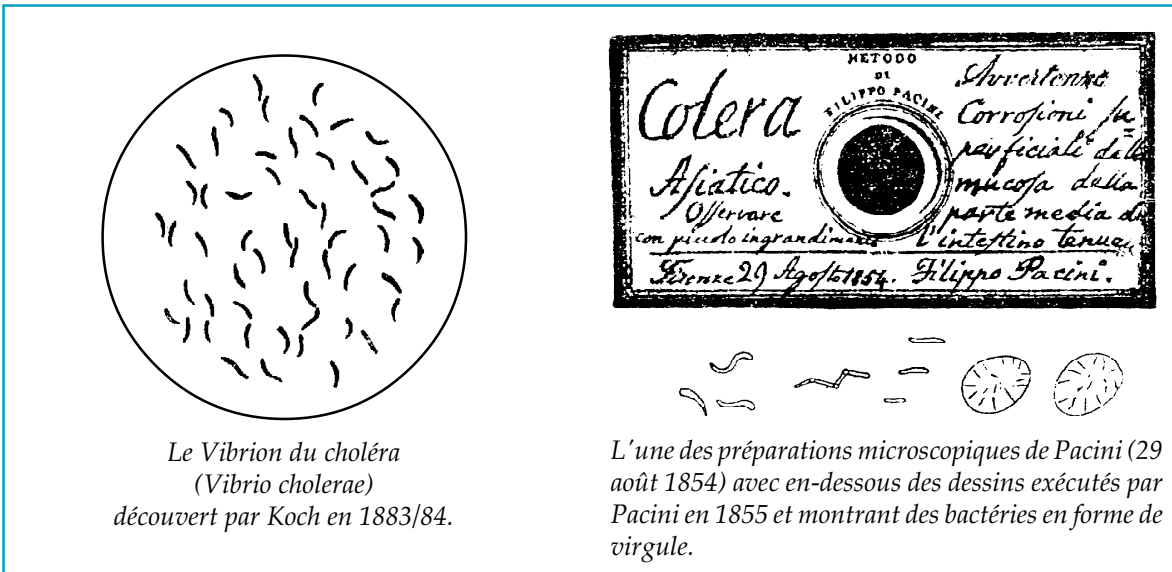 Le Vibrion du choléra
(Vibrio cholerae)
découvert par Koch en 1883/84.
METODO
DI
FILIPPO PACINI
Colera
Asiatico.
Osservare
con piccolo ingrandimento
Avvertenza
Corrosioni su
perficiali della
mucosa della
parte media del
l'intestino tenue
Firenze 29 Agosto 1854. Filippo Pacini.
L'une des préparations microscopiques de Pacini (29
août 1854) avec en-dessous des dessins exécutés par
Pacini en 1855 et montrant des bactéries en forme de
virgule.